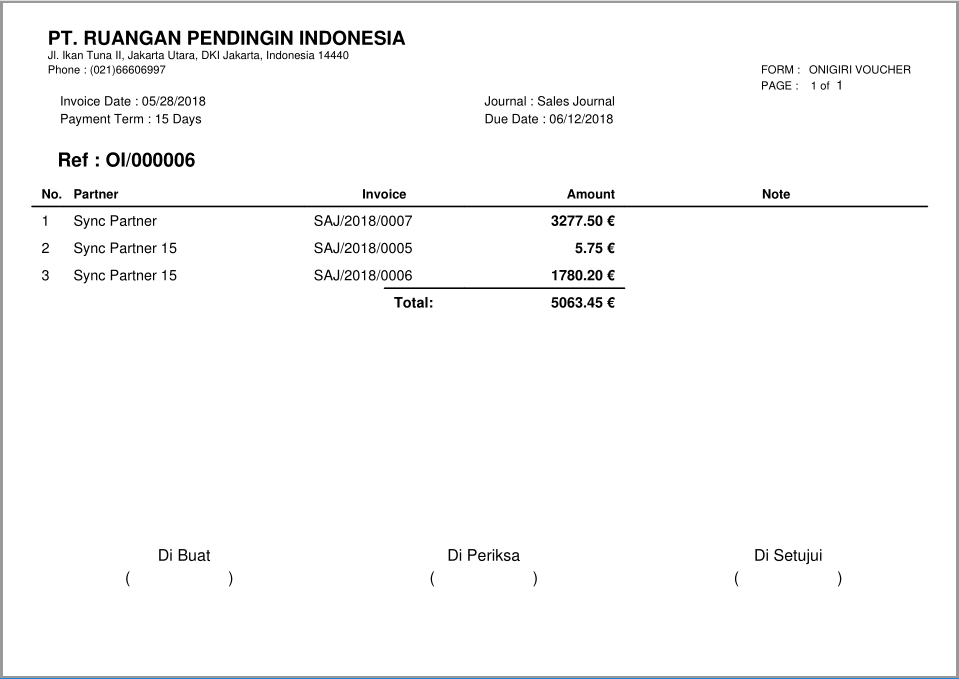 PT. RUANGAN PENDINGIN INDONESIA
Jl. Ikan Tuna II, Jakarta Utara, DKI Jakarta, Indonesia 14440
Phone : (021)66606997
FORM : ONIGIRI VOUCHER
PAGE : 1 of 1
Invoice Date : 05/28/2018 Journal : Sales Journal
Payment Term : 15 Days Due Date : 06/12/2018
Ref : OI/000006
No. Partner Invoice Amount Note
1 Sync Partner SAJ/2018/0007 3277.50 €
2 Sync Partner 15 SAJ/2018/0005 5.75 €
3 Sync Partner 15 SAJ/2018/0006 1780.20 €
Total: 5063.45 €
Di Buat Di Periksa Di Setujui
( ) ( ) ( )